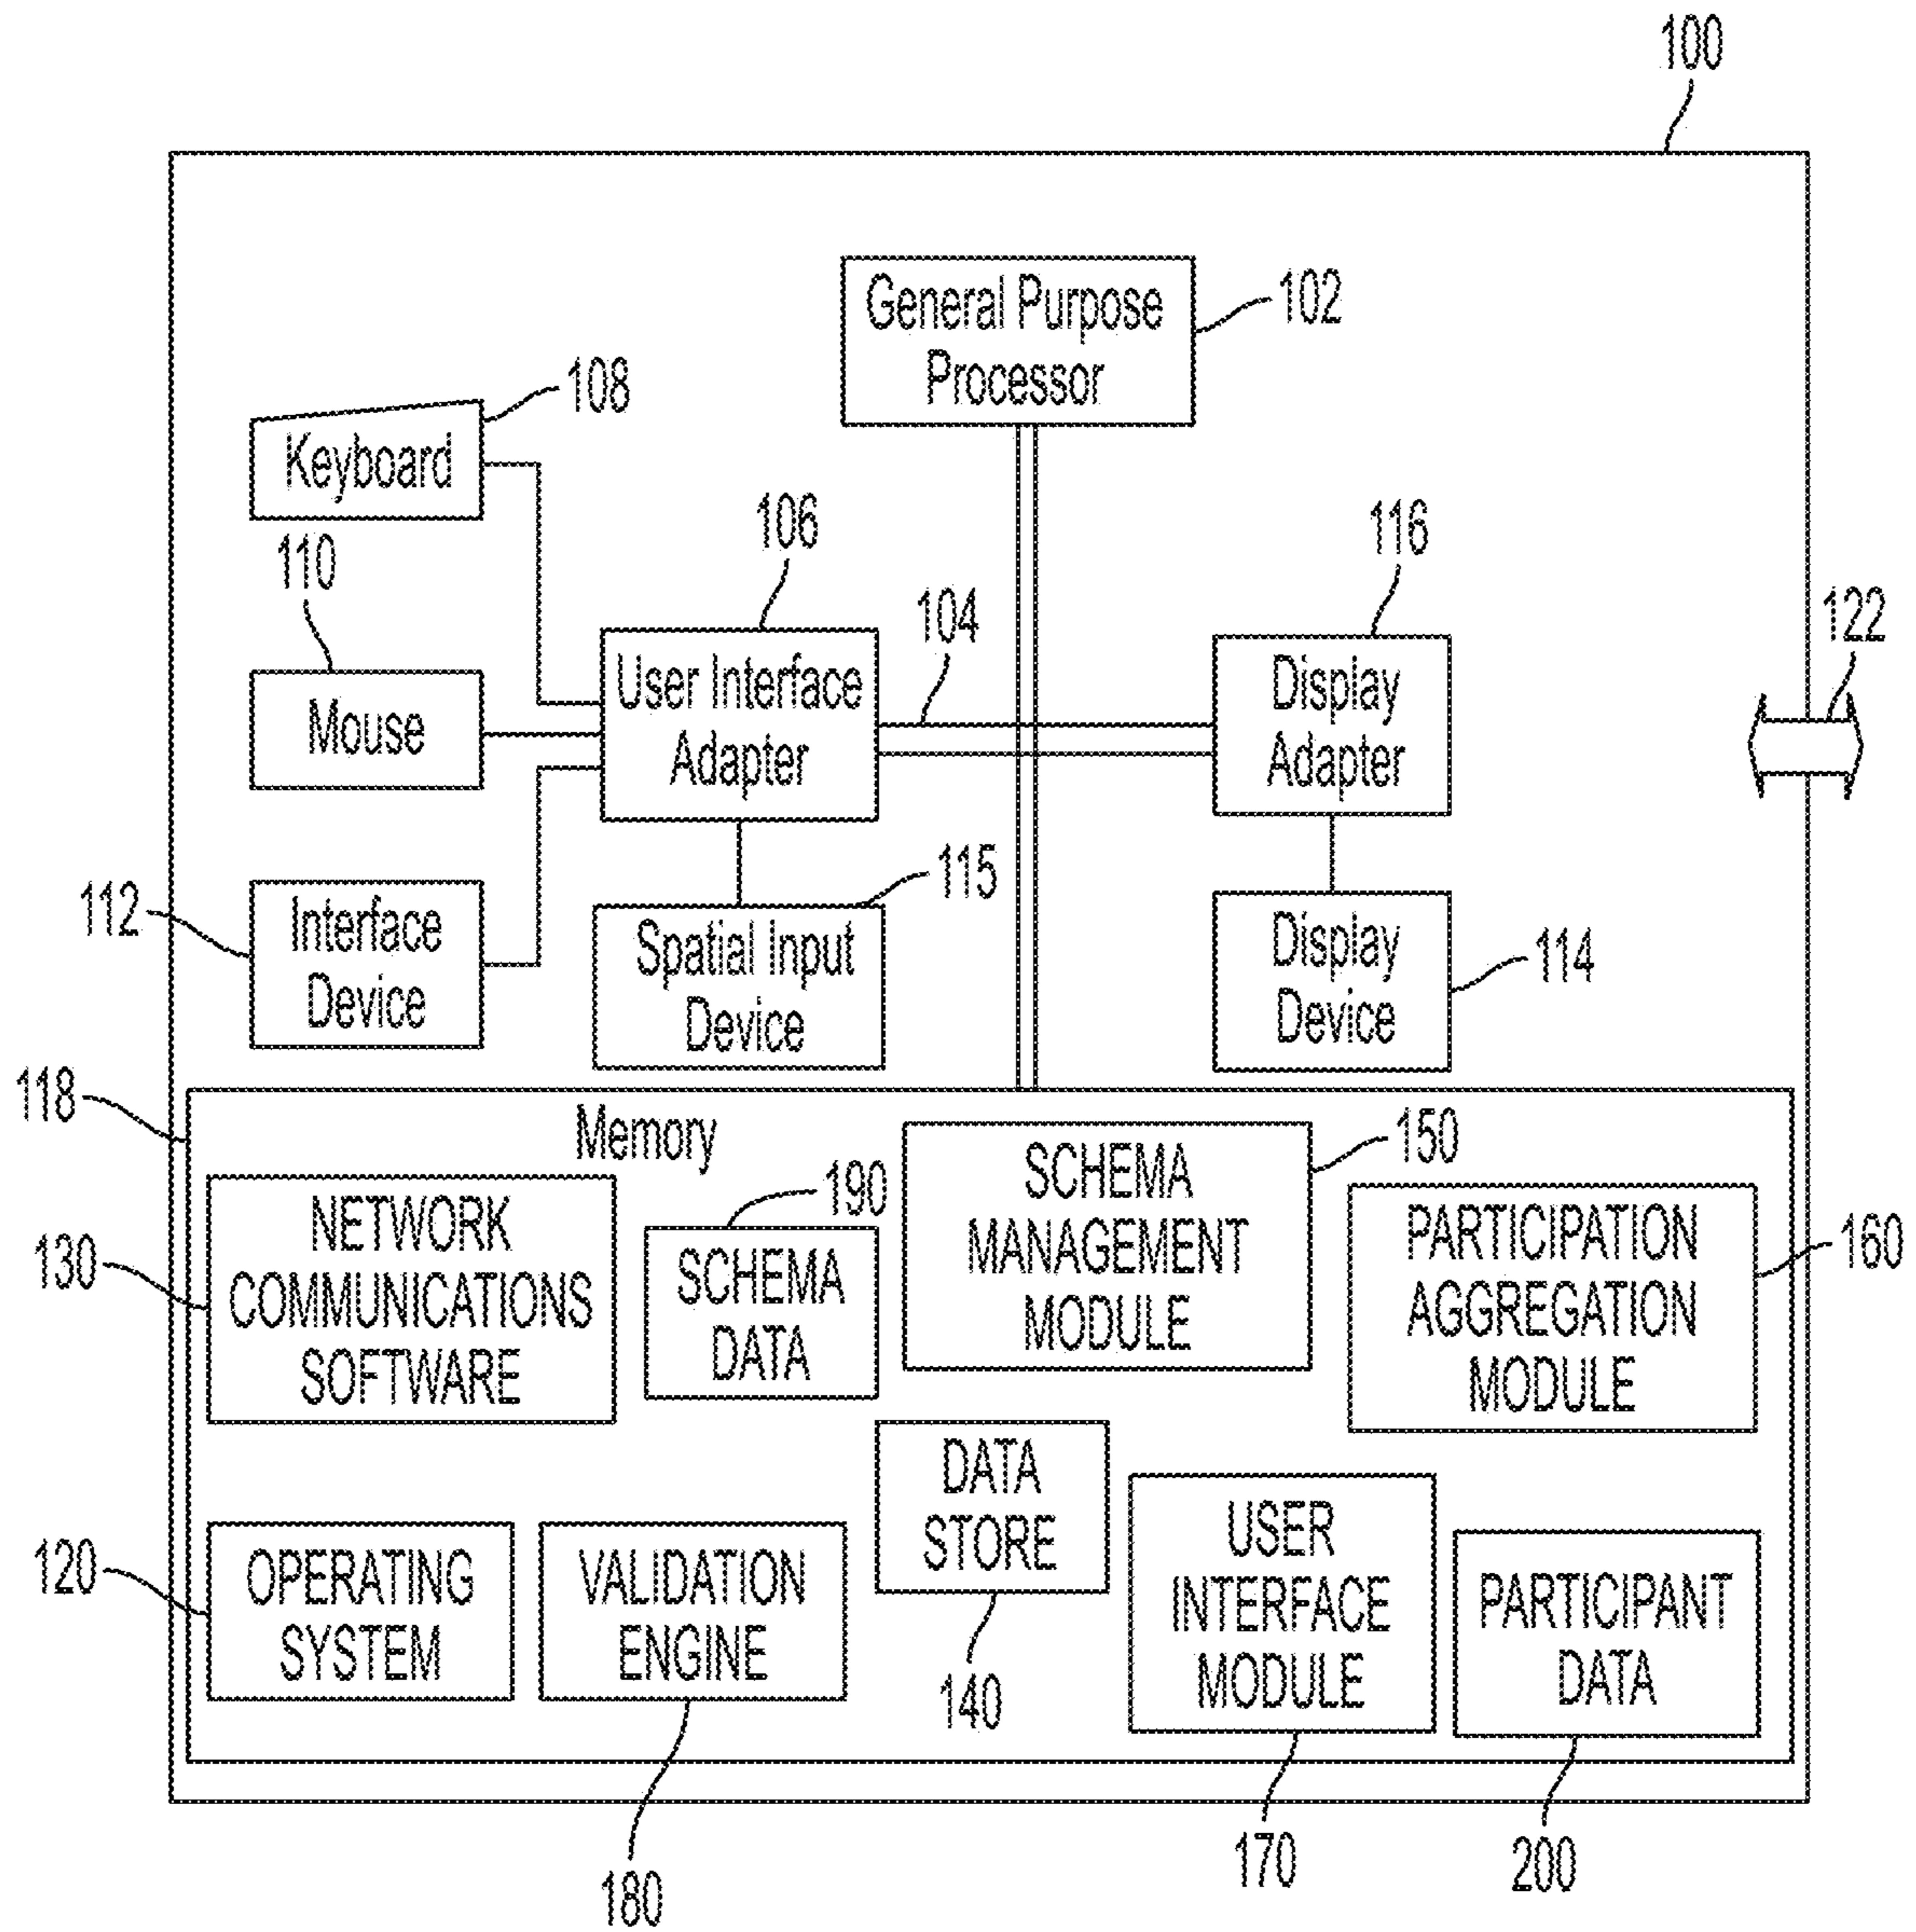 100
General Purpose
Processor
102
108
Keyboard
110
106
116
104
122
Mouse
User Interface
Adapter
Display
Adapter
112
Interface
Device
115
Spatial Input
Device
Display
Device
114
118
Memory
150
190
NETWORK
COMMUNICATIONS
SOFTWARE
130
SCHEMA
DATA
SCHEMA
MANAGEMENT
MODULE
PARTICIPATION
AGGREGATION
MODULE
160
120
OPERATING
SYSTEM
VALIDATION
ENGINE
DATA
STORE
140
USER
INTERFACE
MODULE
PARTICIPANT
DATA
180
170
200